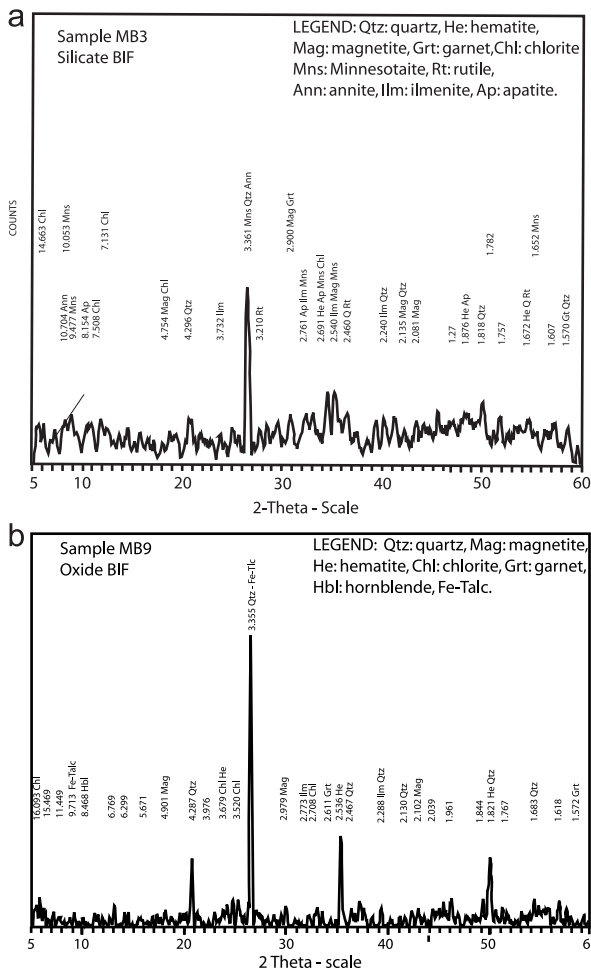 a
Sample MB3
Silicate BIF
LEGEND: Qtz: quartz, He: hematite,
Mag: magnetite, Grt: garnet,Chl: chlorite
Mns: Minnesotaite, Rt: rutile,
Ann: annite, Ilm: ilmenite, Ap: apatite.
COUNTS
14.663 Chl
10.053 Mns
7.131 Chl
3.361 Mns Qtz Ann
2.900 Mag Grt
1.782
1.652 Mns
10.704 Ann
9.477 Mns
8.154 Ap
7.508 Chl
4.754 Mag Chl
4.296 Qtz
3.732 Ilm
3.210 Rt
2.761 Ap Ilm Mns
2.691 He Ap Mns Chl
2.540 Ilm Mag Mns
2.460 Q Rt
2.240 Ilm Qtz
2.135 Mag Qtz
2.081 Mag
1.27
1.876 He Ap
1.818 Qtz
1.757
1.672 He Q Rt
1.607
1.570 Gt Qtz
5 20 30 40 50 60
2-Theta - Scale
b
Sample MB9
Oxide BIF
LEGEND: Qtz: quartz, Mag: magnetite,
He: hematite, Chl: chlorite, Grt: garnet,
Hbl: hornblende, Fe-Talc.
3.355 Qtz - Fe-Tlc
16.093 Chl
15.469
11.449
9.713 Fe-Talc
8.468 Hbl
6.769
6.299
5.671
4.901 Mag
4.287 Qtz
3.976
3.679 Chl He
3.520 Chl
2.979 Mag
2.773 Ilm
2.708 Chl
2.611 Grt
2.536 He
2.467 Qtz
2.288 Ilm Qtz
2.130 Qtz
2.102 Mag
2.039
1.961
1.844
1.821 He Qtz
1.767
1.683 Qtz
1.618
1.572 Grt
5 10 20 30 40 50 6
2 Theta - scale